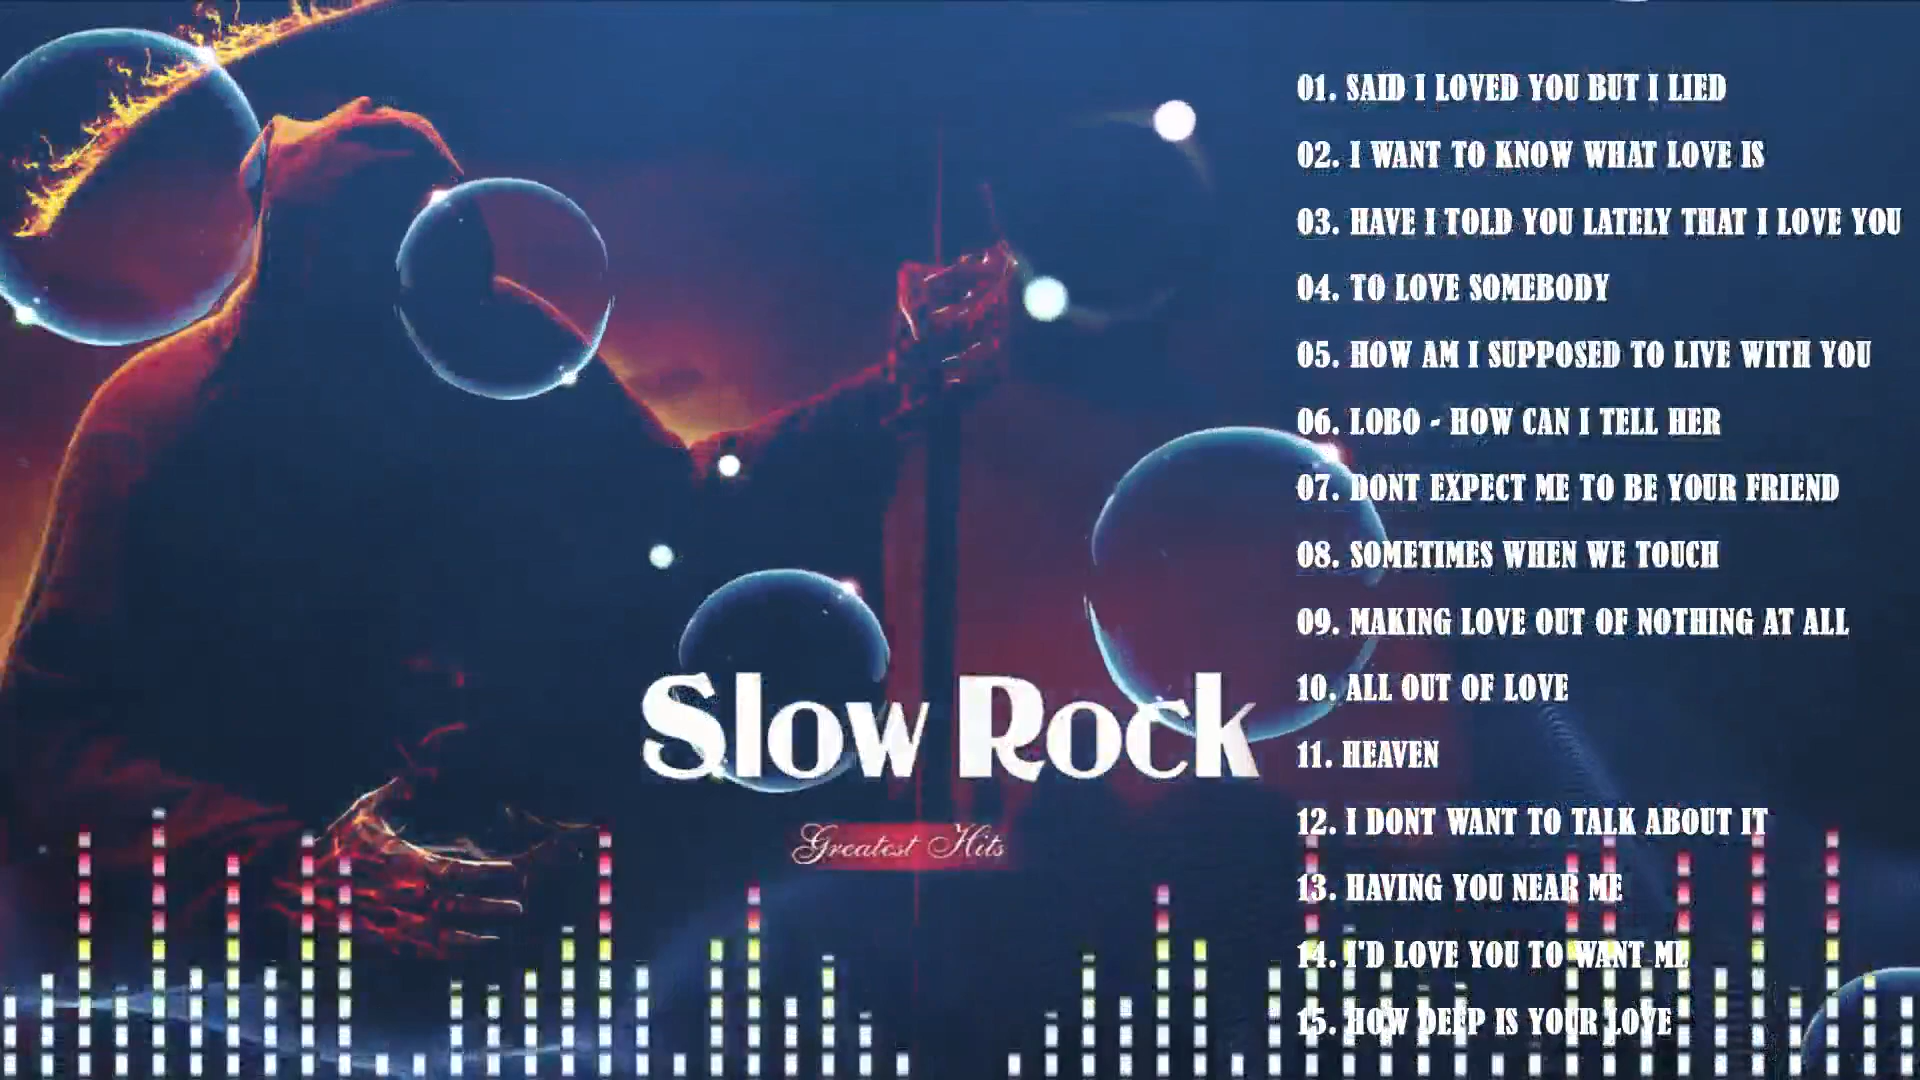 01. SAID I LOVED YOU BUT I LIED
02. I WANT TO KNOW WHAT LOVE IS
03. HAVE I TOLD YOU LATELY THAT I LOVE YOU
04. TO LOVE SOMEBODY
05. HOW AM I SUPPOSED TO LIVE WITH YOU
06. LOBO - HOW CAN I TELL HER
07. DONT EXPECT ME TO BE YOUR FRIEND
08. SOMETIMES WHEN WE TOUCH
09. MAKING LOVE OUT OF NOTHING AT ALL
10. ALL OUT OF LOVE
11. HEAVEN
12. I DONT WANT TO TALK ABOUT IT
13. HAVING YOU NEAR ME
14. I'D LOVE YOU TO WANT ME
15. HOW DEEP IS YOUR LOVE
Slow Rock
Greatest Hits